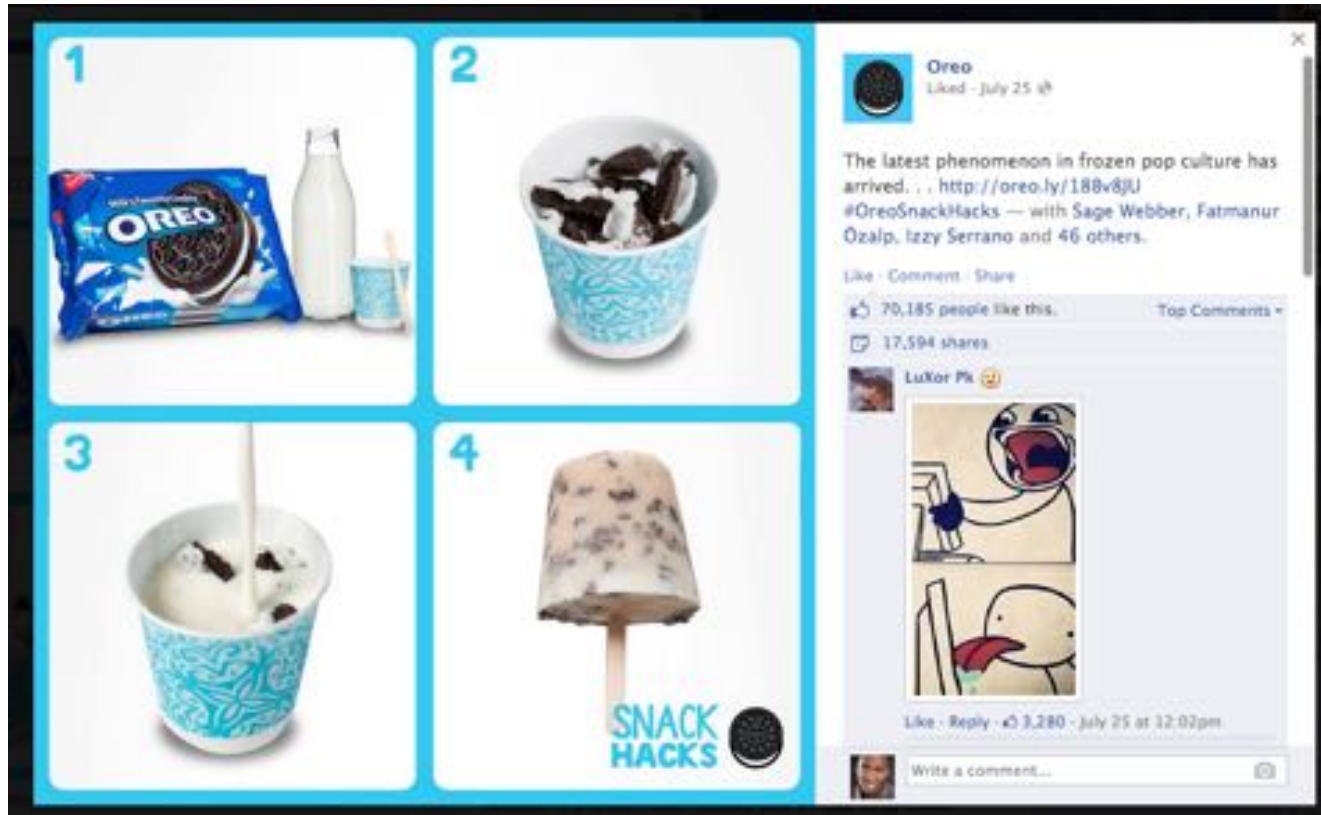 1
2
OREO
OREO
3
4
SNACK
HACKS
Oreo
Liked · July 25
The latest phenomenon in frozen pop culture has
arrived. . . http://oreo.ly/188v8JU
#OreoSnackHacks — with Sage Webber, Fatmanur
Özalp, Izzy Serrano and 46 others.
Like · Comment · Share
70,185 people like this.
Top Comments
17,594 shares
LuXor Pk
Like · Reply · 3,280 · July 25 at 12:02pm
Write a comment...